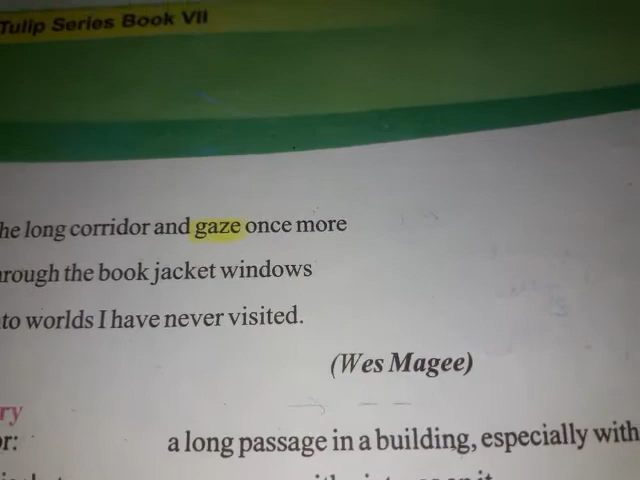 Tulip Series Book VII
he long corridor and gaze once more
rough the book jacket windows
to worlds I have never visited.
(Wes Magee)
ry
r:
a long passage in a building, especially with